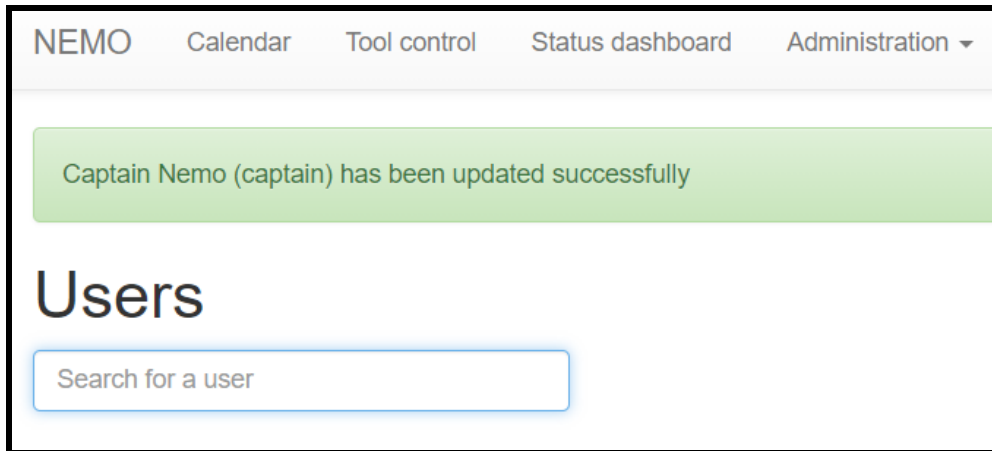 NEMO Calendar Tool control Status dashboard Administration
Captain Nemo (captain) has been updated successfully
Users
Search for a user